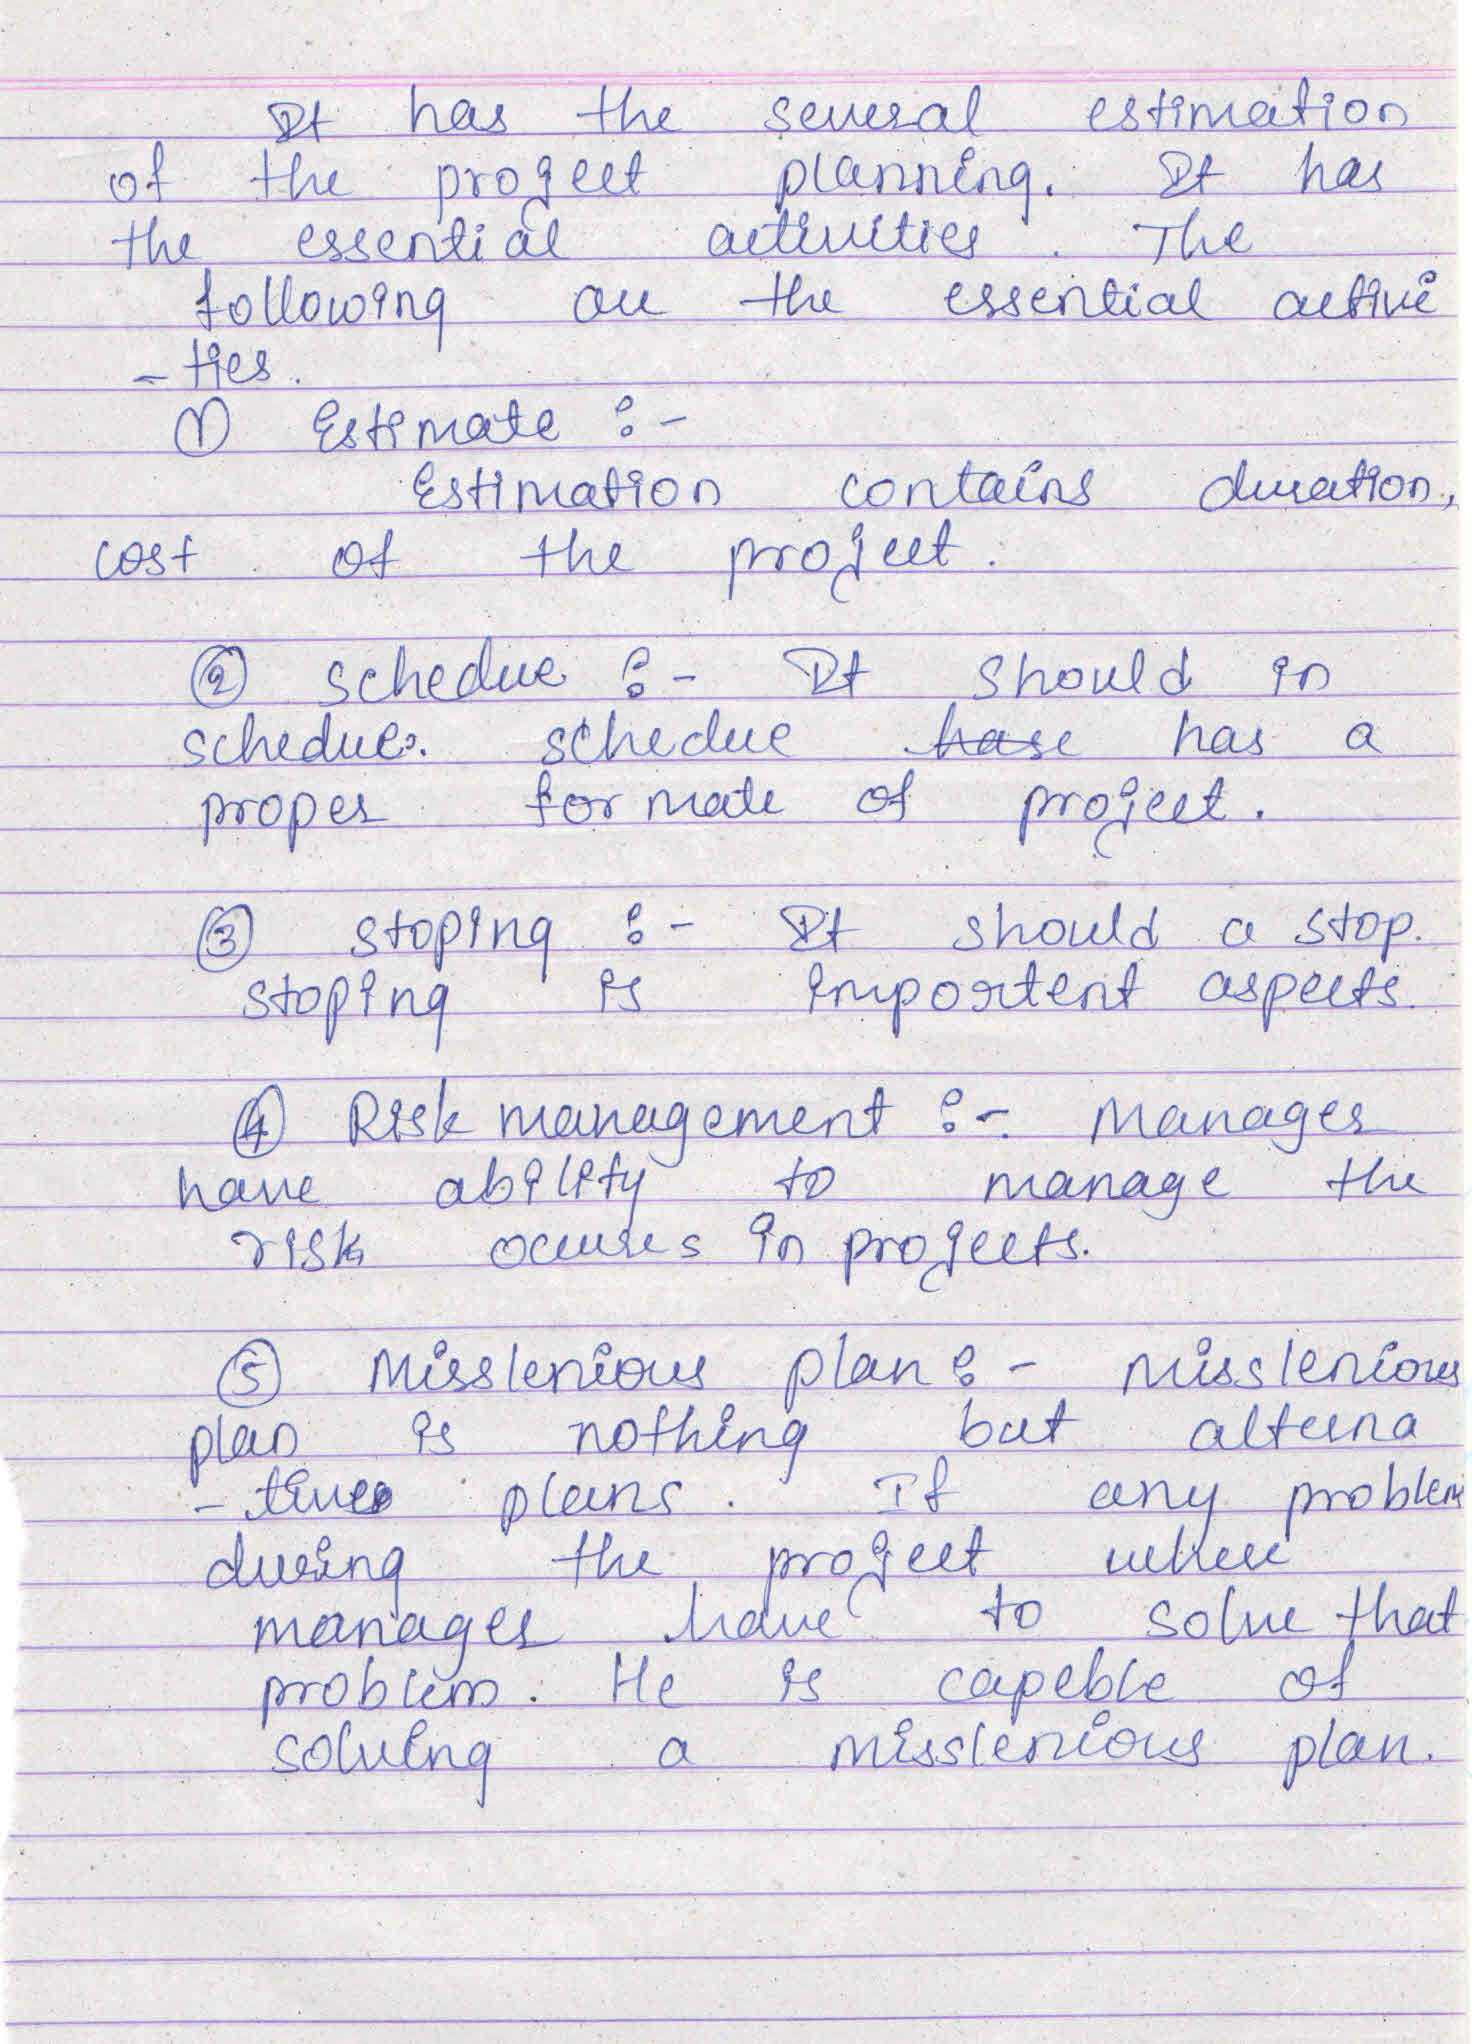 It has the several estimation
of the project planning. It has
the essential activities. The
following are the essential activi
- ties.
① Estimate :-
Estimation contains duration,
cost of the project.
② schedue :- It should in
schedue. schedue hase has a
proper formate of project.
③ stoping :- It should a stop.
stoping is importent aspects.
④ Risk management :- Manager
have ability to manage the
risk occures in projects.
⑤ Misslenious plan :- misslenious
plan is nothing but alterna
- tive plans. If any problem
during the project where
manager have to solve that
problem. He is capeble of
solving a misslenious plan.